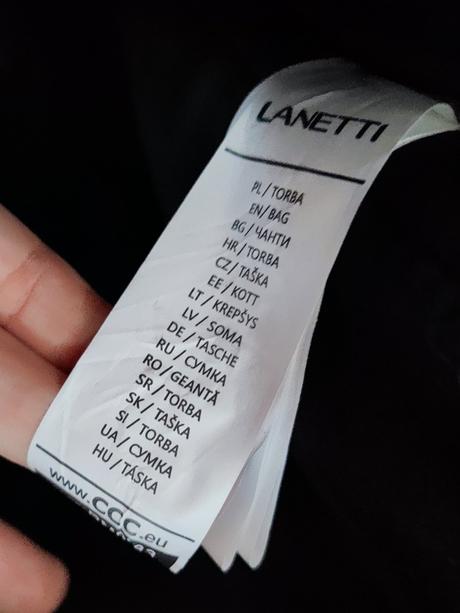 LANETTI
PL/TORBA
EN/BAG
BG/ЧАНТИ
HR/TORBA
CZ/TAŠKA
EE/KOTT
LT/KREPŠYS
LV/SOMA
DE/TASCHE
RU/СУМКА
RO/GEANTĂ
SR/TORBA
SK/TAŠKA
SI/TORBA
UA/СУМКА
HU/TÁSKA
www.CCC.eu